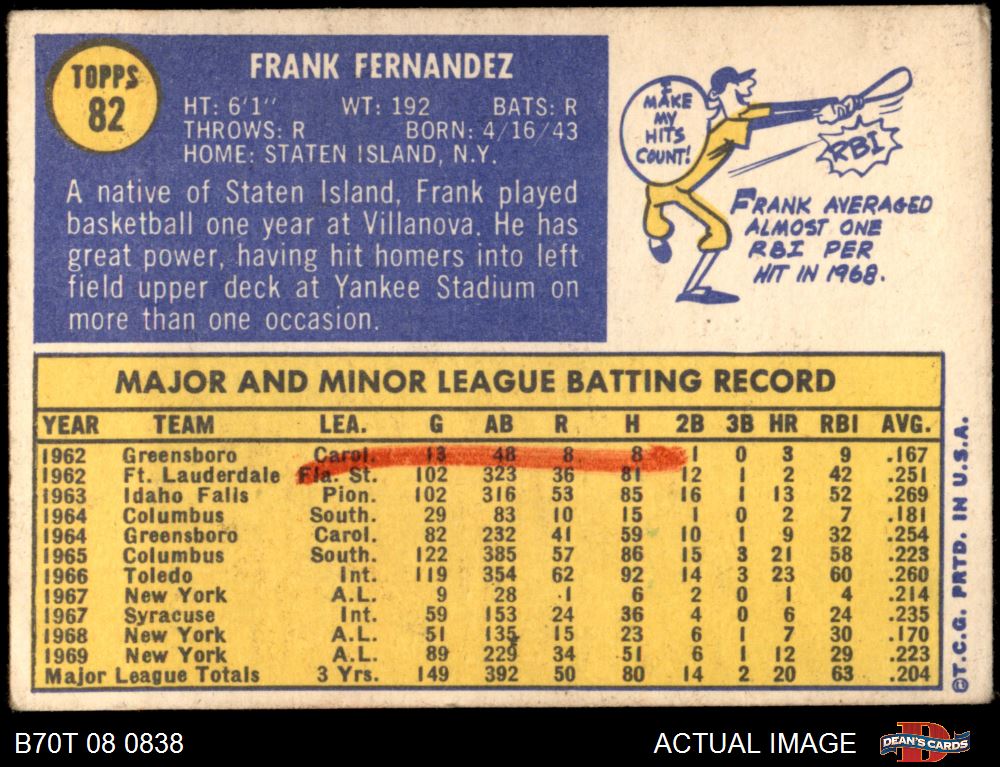 TOPPS
82
FRANK FERNANDEZ
HT: 6'1" WT: 192 BATS: R
THROWS: R BORN: 4/16/43
HOME: STATEN ISLAND, N.Y.
A native of Staten Island, Frank played
basketball one year at Villanova. He has
great power, having hit homers into left
field upper deck at Yankee Stadium on
more than one occasion.
I
MAKE
MY
HITS
COUNT!
RBI
FRANK AVERAGED
ALMOST ONE
RBI PER
HIT IN 1968.
MAJOR AND MINOR LEAGUE BATTING RECORD
YEAR TEAM LEA. G AB R H 2B 3B HR RBI AVG.
1962 Greensboro Carol. 13 48 8 8 1 0 3 9 .167
1962 Ft. Lauderdale Fla. St. 102 323 36 81 12 1 2 42 .251
1963 Idaho Falls Pion. 102 316 53 85 16 1 13 52 .269
1964 Columbus South. 29 83 10 15 1 0 2 7 .181
1964 Greensboro Carol. 82 232 41 59 10 1 9 32 .254
1965 Columbus South. 122 385 57 86 15 3 21 58 .223
1966 Toledo Int. 119 354 62 92 14 3 23 60 .260
1967 New York A.L. 9 28 1 6 2 0 1 4 .214
1967 Syracuse Int. 59 153 24 36 4 0 6 24 .235
1968 New York A.L. 51 135 15 23 6 1 7 30 .170
1969 New York A.L. 89 229 34 51 6 1 12 29 .223
Major League Totals 3 Yrs. 149 392 50 80 14 2 20 63 .204
©T.C.G. PRTD. IN U.S.A.
B70T 08 0838
ACTUAL IMAGE
D
DEAN'S CARDS